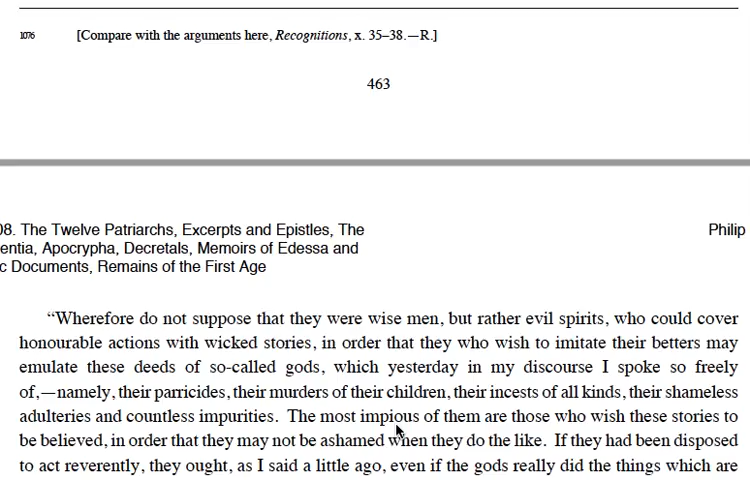 1076 [Compare with the arguments here, Recognitions, x. 35–38.—R.]
463
08. The Twelve Patriarchs, Excerpts and Epistles, The
Philip
entia, Apocrypha, Decretals, Memoirs of Edessa and
c Documents, Remains of the First Age
“Wherefore do not suppose that they were wise men, but rather evil spirits, who could cover
honourable actions with wicked stories, in order that they who wish to imitate their betters may
emulate these deeds of so-called gods, which yesterday in my discourse I spoke so freely
of,—namely, their parricides, their murders of their children, their incests of all kinds, their shameless
adulteries and countless impurities. The most impious of them are those who wish these stories to
be believed, in order that they may not be ashamed when they do the like. If they had been disposed
to act reverently, they ought, as I said a little ago, even if the gods really did the things which are